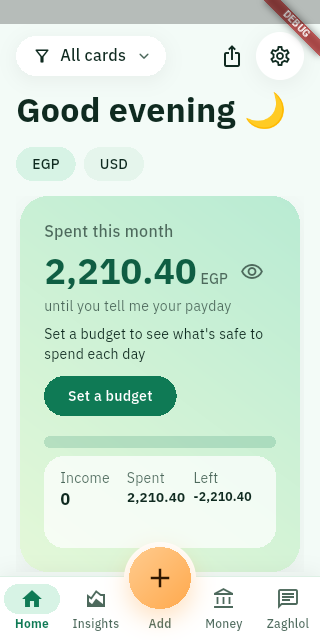 DEBUG
All cards
Good evening 🌙
EGP USD
Spent this month
2,210.40 EGP
until you tell me your payday
Set a budget to see what's safe to
spend each day
Set a budget
Income Spent Left
0 2,210.40 -2,210.40
Home Insights Add Money Zaghlol